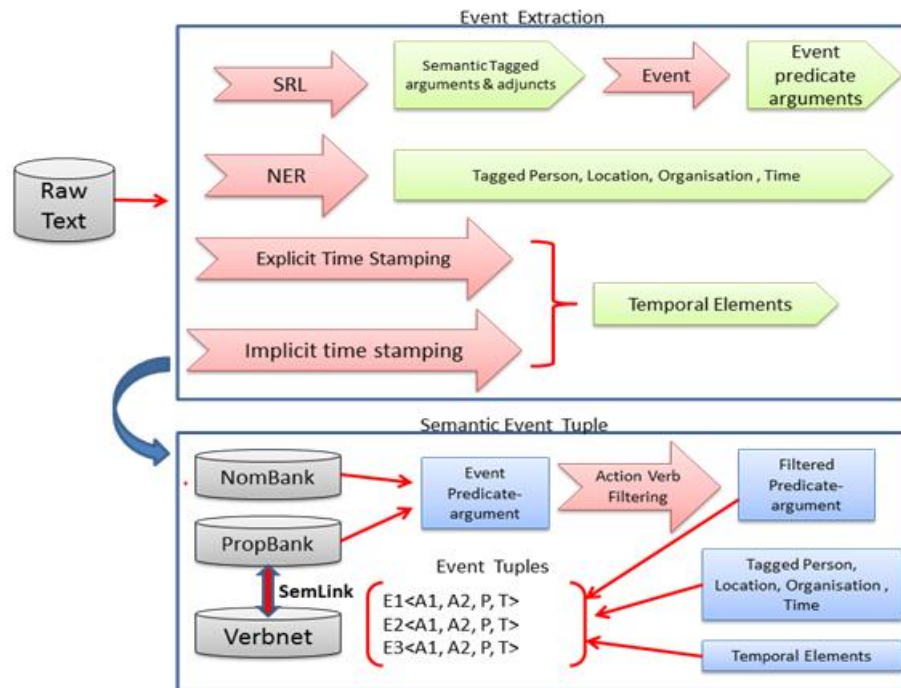 Event Extraction
SRL
Semantic Tagged
arguments & adjuncts
Event
Event
predicate
arguments
NER
Tagged Person, Location, Organisation , Time
Raw
Text
Explicit Time Stamping
Temporal Elements
Implicit time stamping
Semantic Event Tuple
NomBank
Event
Predicate-
argument
Action Verb
Filtering
Filtered
Predicate-
argument
PropBank
SemLink
Verbnet
Event Tuples
E1<A1, A2, P, T>
E2<A1, A2, P, T>
E3<A1, A2, P, T>
Tagged Person,
Location, Organisation ,
Time
Temporal Elements